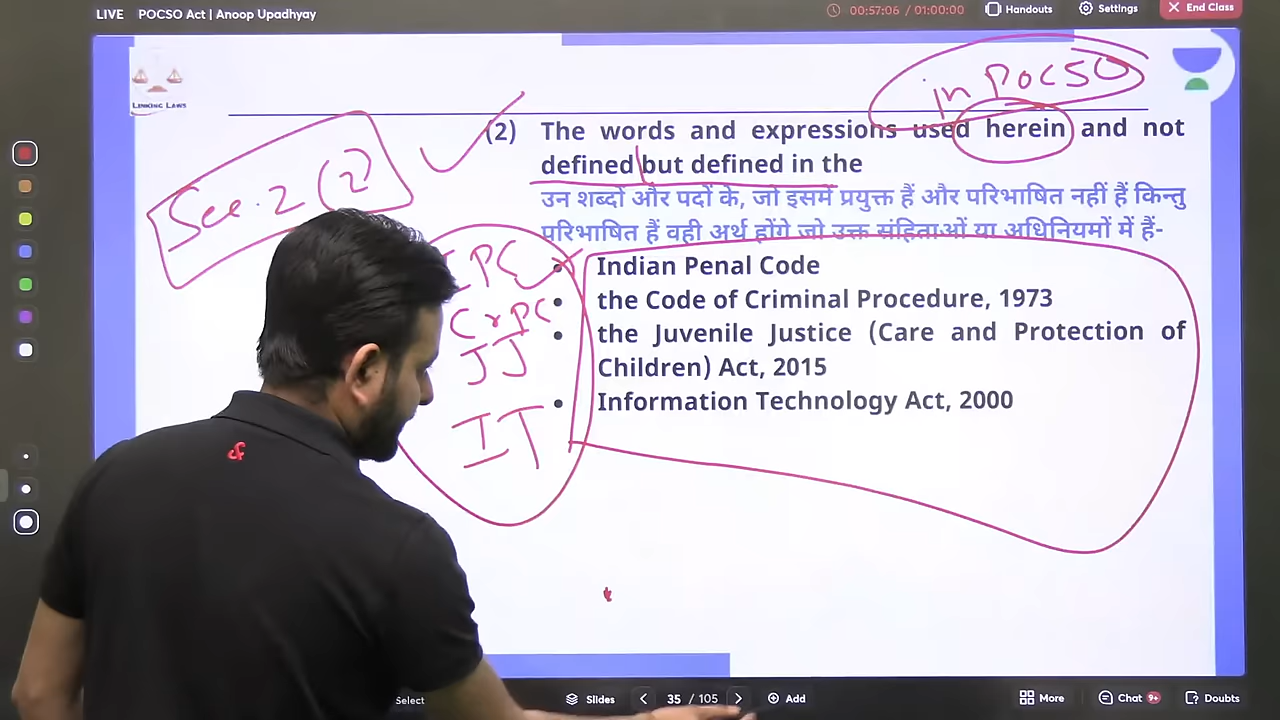 LIVE POCSO Act | Anoop Upadhyay 00:57:06 / 01:00:00 Handouts Settings End Class
in POCSO
LINKING LAWS
Sec. 2 (2)
(2) The words and expressions used herein and not
defined but defined in the
उन शब्दों और पदों के, जो इसमें प्रयुक्त हैं और परिभाषित नहीं हैं किन्तु
परिभाषित हैं वही अर्थ होंगे जो उक्त संहिताओं या अधिनियमों में हैं-
IPC
• Indian Penal Code
CrPC
• the Code of Criminal Procedure, 1973
JJ
• the Juvenile Justice (Care and Protection of
Children) Act, 2015
IT
• Information Technology Act, 2000
Select Slides < 35 / 105 > Add More Chat 9+ Doubts